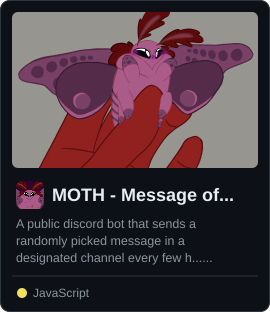 MOTH - Message of...
A public discord bot that sends a
randomly picked message in a
designated channel every few h......
JavaScript